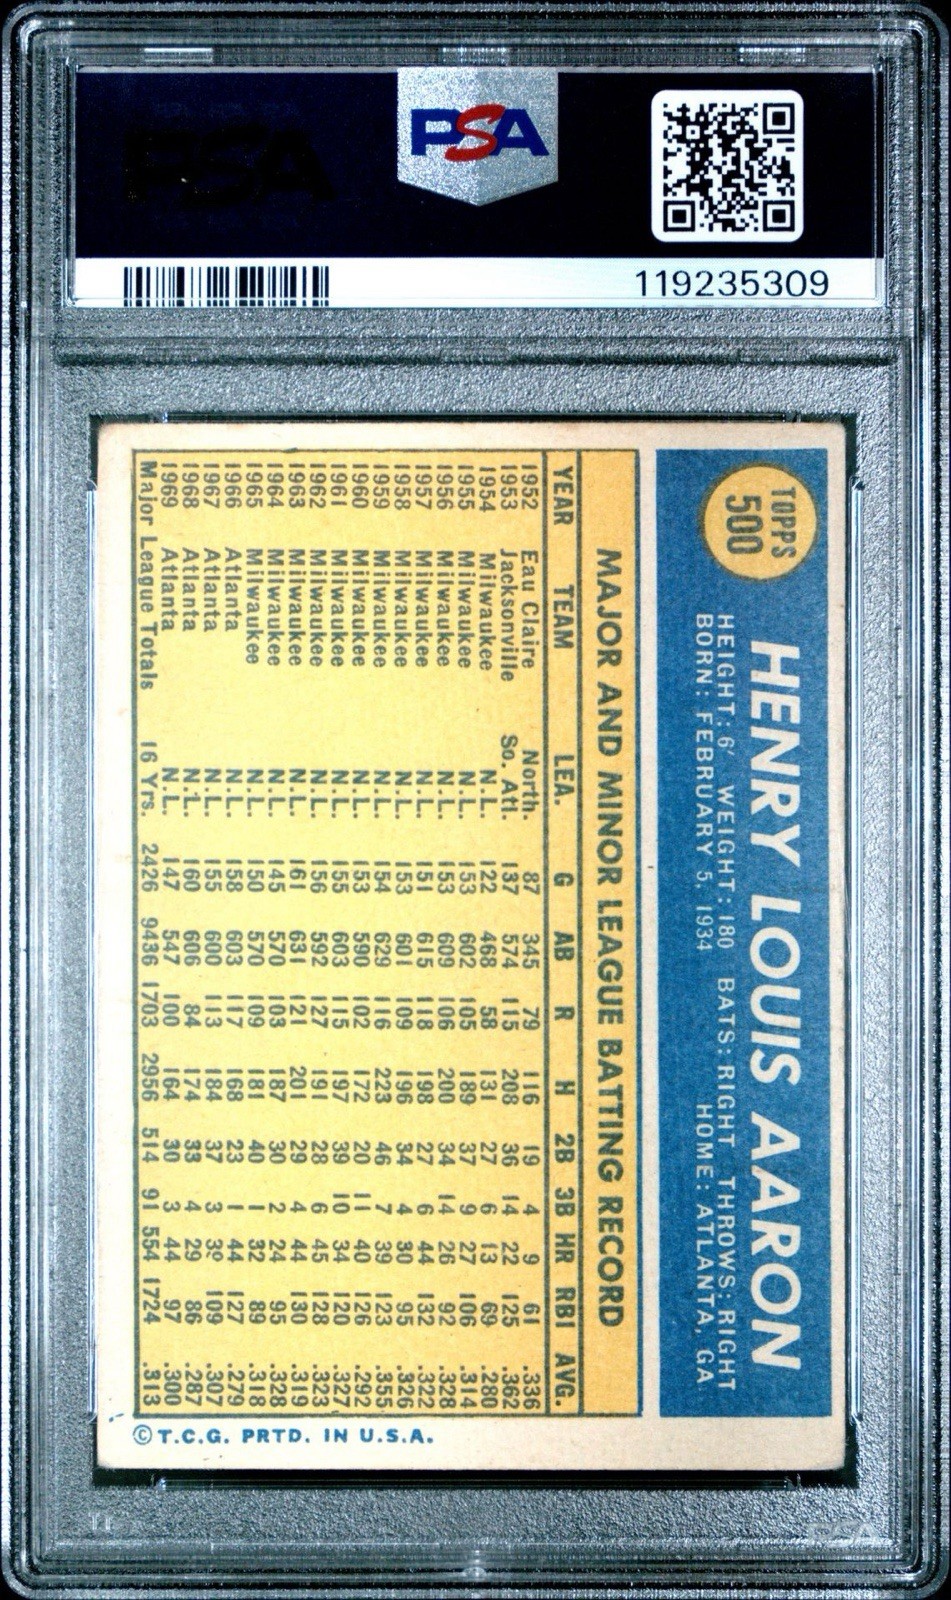 PSA
PSA
119235309
TOPPS
500
HENRY LOUIS AARON
HEIGHT: 6' WEIGHT: 180 BATS: RIGHT THROWS: RIGHT
BORN: FEBRUARY 5, 1934 HOME: ATLANTA, GA.
MAJOR AND MINOR LEAGUE BATTING RECORD
YEAR TEAM LEA. G AB R H 2B 3B HR RBI AVG.
1952 Eau Claire North. 87 345 79 116 19 4 9 61 .336
1953 Jacksonville So. Atl. 137 574 115 208 36 14 22 125 .362
1954 Milwaukee N.L. 122 468 58 131 27 6 13 69 .280
1955 Milwaukee N.L. 153 602 105 189 37 9 27 106 .314
1956 Milwaukee N.L. 153 609 106 200 34 14 26 92 .328
1957 Milwaukee N.L. 151 615 118 198 27 6 44 132 .322
1958 Milwaukee N.L. 153 601 109 196 34 4 30 95 .326
1959 Milwaukee N.L. 154 629 116 223 46 7 39 123 .355
1960 Milwaukee N.L. 153 590 102 172 20 11 40 126 .292
1961 Milwaukee N.L. 155 603 115 197 39 10 34 120 .327
1962 Milwaukee N.L. 156 592 127 191 28 6 45 128 .323
1963 Milwaukee N.L. 161 631 121 201 29 4 44 130 .319
1964 Milwaukee N.L. 145 570 103 187 30 2 24 95 .328
1965 Milwaukee N.L. 150 570 109 181 40 1 32 89 .318
1966 Atlanta N.L. 158 603 117 168 23 1 44 127 .279
1967 Atlanta N.L. 155 600 113 184 37 3 39 109 .307
1968 Atlanta N.L. 160 606 84 174 33 4 29 86 .287
1969 Atlanta N.L. 147 547 100 164 30 3 44 97 .300
Major League Totals 16 Yrs. 2426 9436 1703 2956 514 91 554 1724 .313
© T.C.G. PRTD. IN U.S.A.
PSA